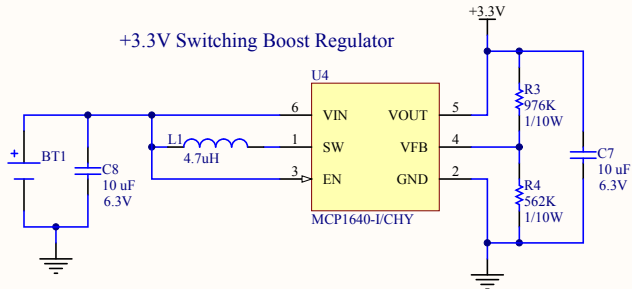 +3.3V
+3.3V Switching Boost Regulator
U4
6 VIN VOUT 5
L1 1 SW VFB 4
4.7uH
3 EN GND 2
MCP1640-I/CHY
+ BT1
C8
10 uF
6.3V
R3
976K
1/10W
R4
562K
1/10W
C7
10 uF
6.3V